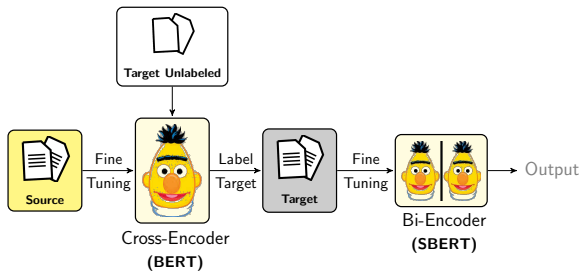 Target Unlabeled
Source
Fine
Tuning
Cross-Encoder
(BERT)
Label
Target
Target
Fine
Tuning
Bi-Encoder
(SBERT)
Output